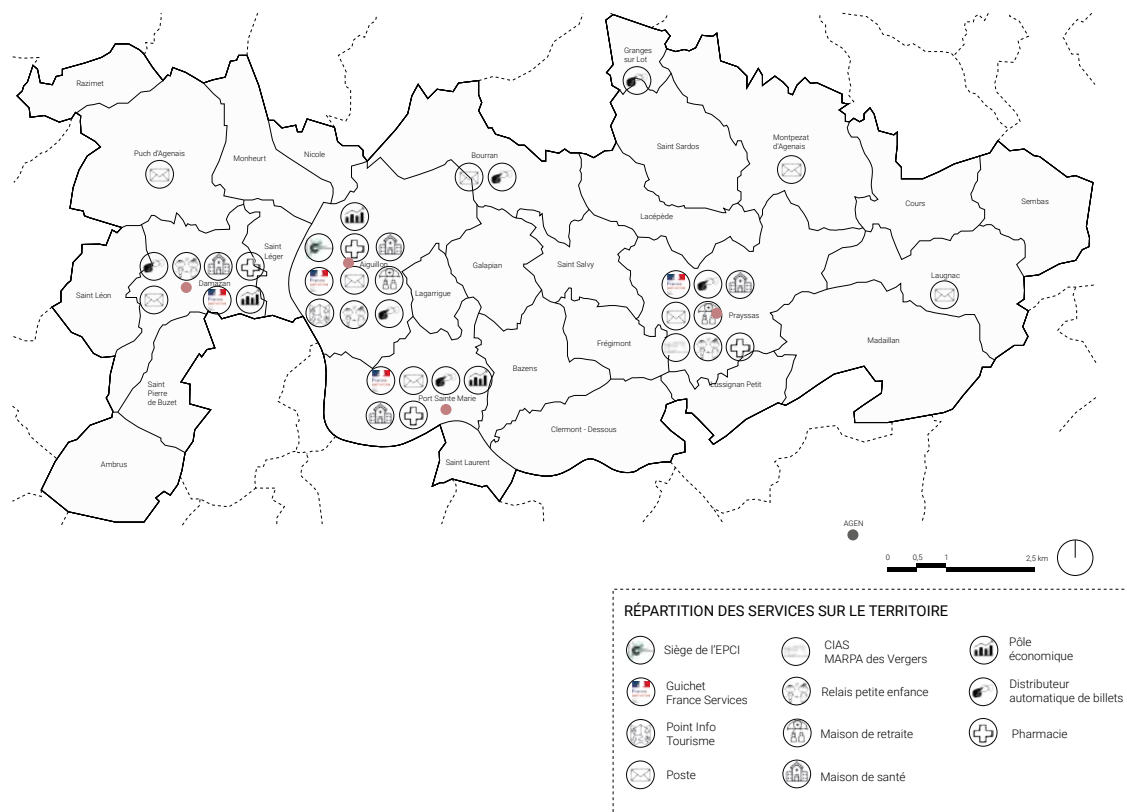 Granges
sur Lot
Razimet
Puch d'Agenais
Monheurt
Nicole
Bourran
Saint Sardos
Montpezat
d'Agenais
Cours
Sembas
Lacépède
Saint
Léger
Aiguillon
Galapian
Saint Salvy
Laugnac
Saint Léon
Damazan
Lagarrigue
Prayssas
Frégimont
Madaillan
Bazens
Lussignan Petit
Saint
Pierre
de Buzet
Port Sainte Marie
Clermont - Dessous
Ambrus
Saint Laurent
AGEN
0 0,5 1 2,5 km
RÉPARTITION DES SERVICES SUR LE TERRITOIRE
Siège de l'EPCI
Guichet
France Services
Point Info
Tourisme
Poste
CIAS
MARPA des Vergers
Relais petite enfance
Maison de retraite
Maison de santé
Pôle
économique
Distributeur
automatique de billets
Pharmacie